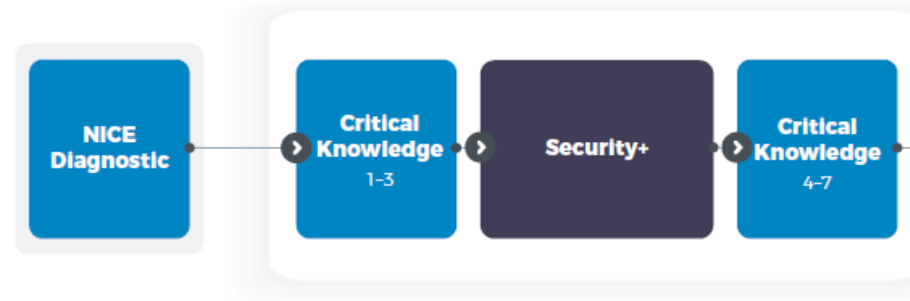 NICE
Diagnostic
Critical
Knowledge
1–3
Security+
Critical
Knowledge
4–7